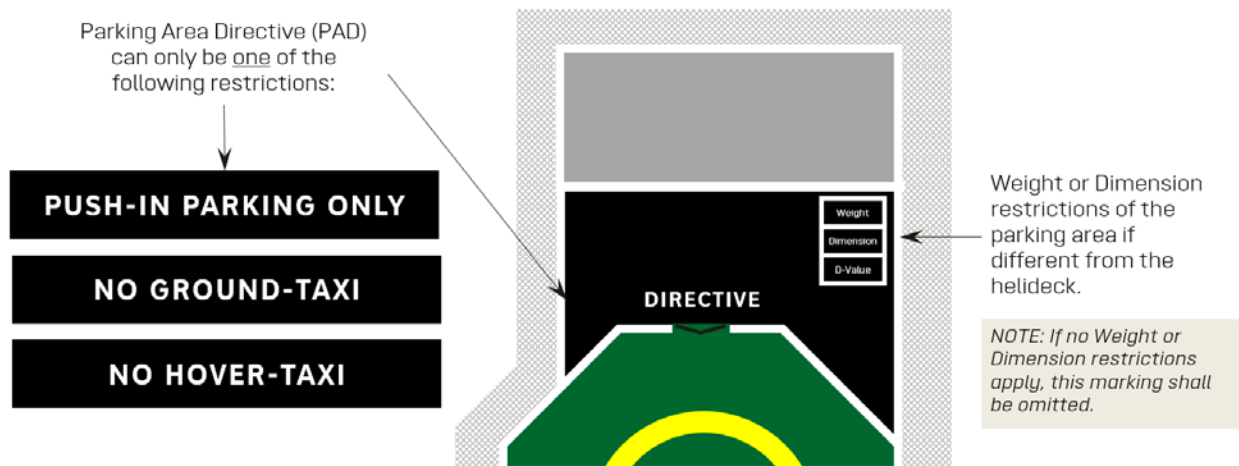 Parking Area Directive (PAD)
can only be one of the
following restrictions:
PUSH-IN PARKING ONLY
NO GROUND-TAXI
NO HOVER-TAXI
Weight
Dimension
D-Value
DIRECTIVE
Weight or Dimension
restrictions of the
parking area if
different from the
helideck.
NOTE: If no Weight or
Dimension restrictions
apply, this marking shall
be omitted.